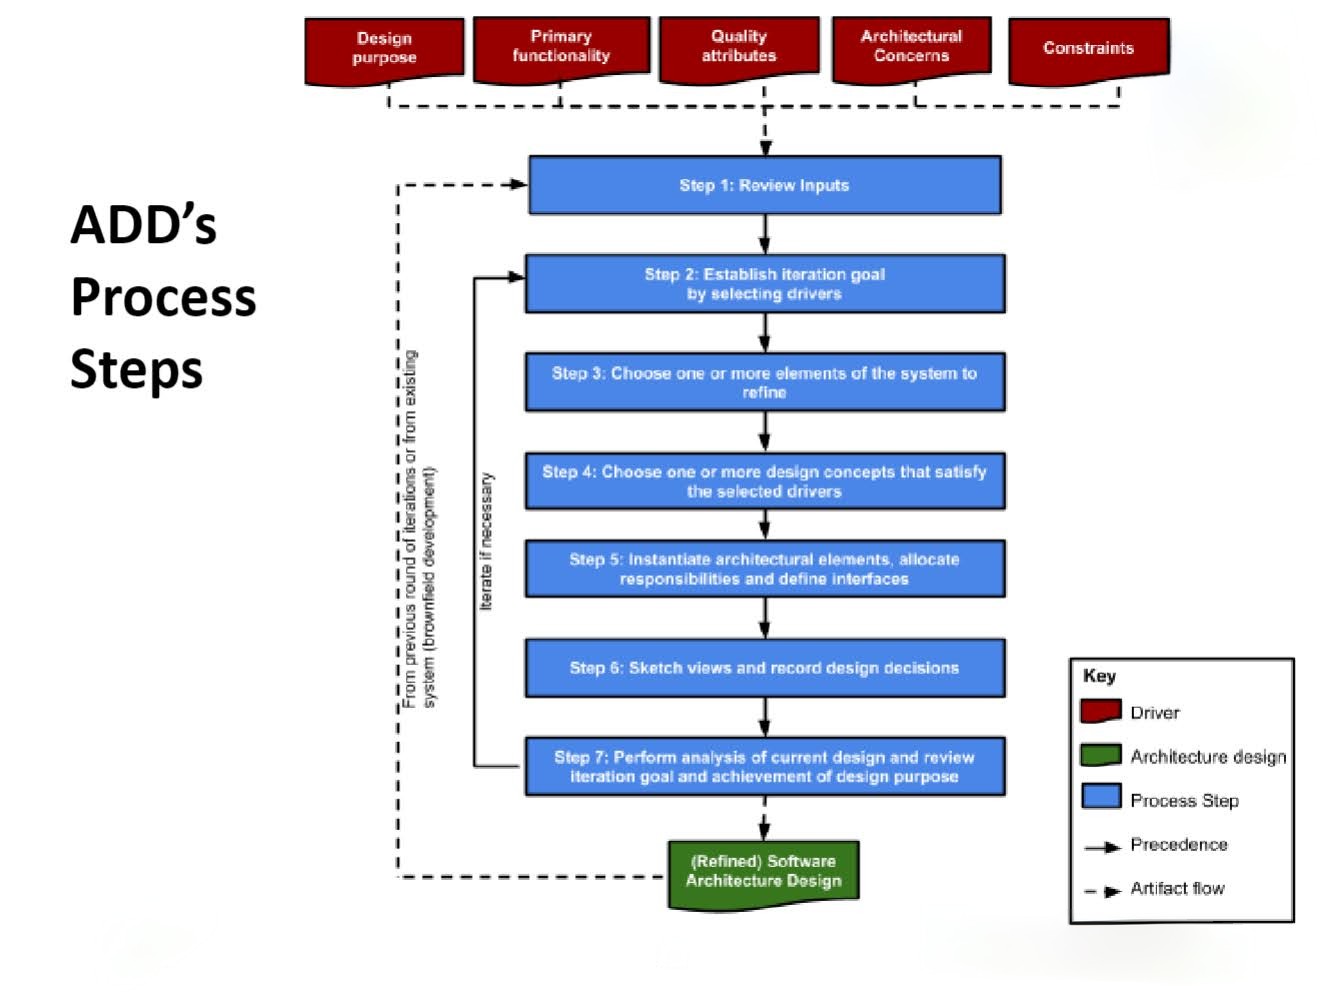 Design
purpose
Primary
functionality
Quality
attributes
Architectural
Concerns
Constraints
ADD’s
Process
Steps
Step 1: Review Inputs
Step 2: Establish iteration goal
by selecting drivers
Step 3: Choose one or more elements of the system to
refine
Step 4: Choose one or more design concepts that satisfy
the selected drivers
Step 5: Instantiate architectural elements, allocate
responsibilities and define interfaces
Step 6: Sketch views and record design decisions
Step 7: Perform analysis of current design and review
iteration goal and achievement of design purpose
(Refined) Software
Architecture Design
From previous round of iterations or from existing
system (brownfield development)
Iterate if necessary
Key
Driver
Architecture design
Process Step
Precedence
Artifact flow